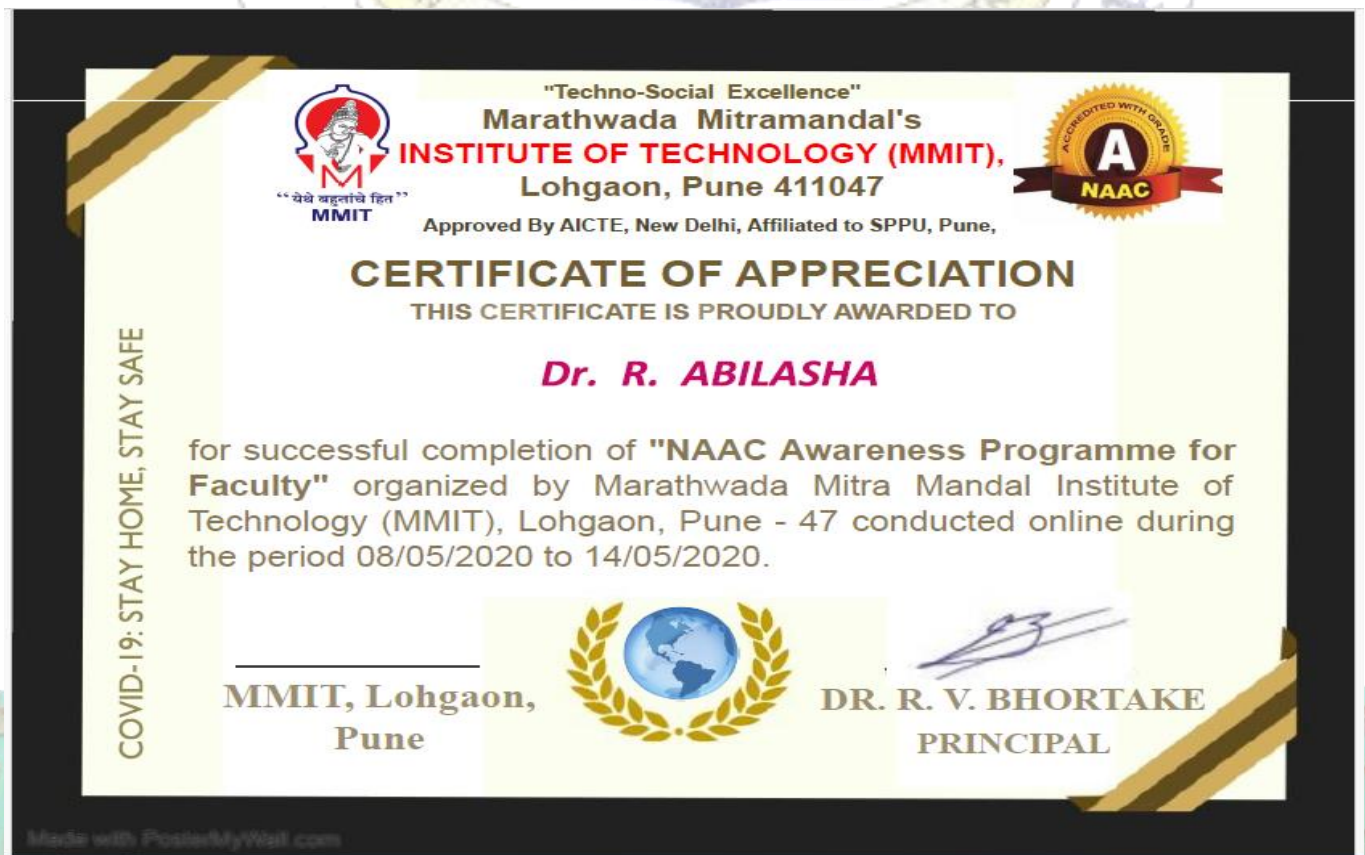 "Techno-Social Excellence"
Marathwada Mitramandal's
INSTITUTE OF TECHNOLOGY (MMIT),
Lohgaon, Pune 411047
Approved By AICTE, New Delhi, Affiliated to SPPU, Pune,
“येथे बहुतांचे हित”
MMIT
ACCREDITED WITH GRADE
A
NAAC
CERTIFICATE OF APPRECIATION
THIS CERTIFICATE IS PROUDLY AWARDED TO
Dr. R. ABILASHA
for successful completion of "NAAC Awareness Programme for
Faculty" organized by Marathwada Mitra Mandal Institute of
Technology (MMIT), Lohgaon, Pune - 47 conducted online during
the period 08/05/2020 to 14/05/2020.
COVID-19: STAY HOME, STAY SAFE
MMIT, Lohgaon,
Pune
DR. R. V. BHORTAKE
PRINCIPAL
Made with PosterMyWall.com